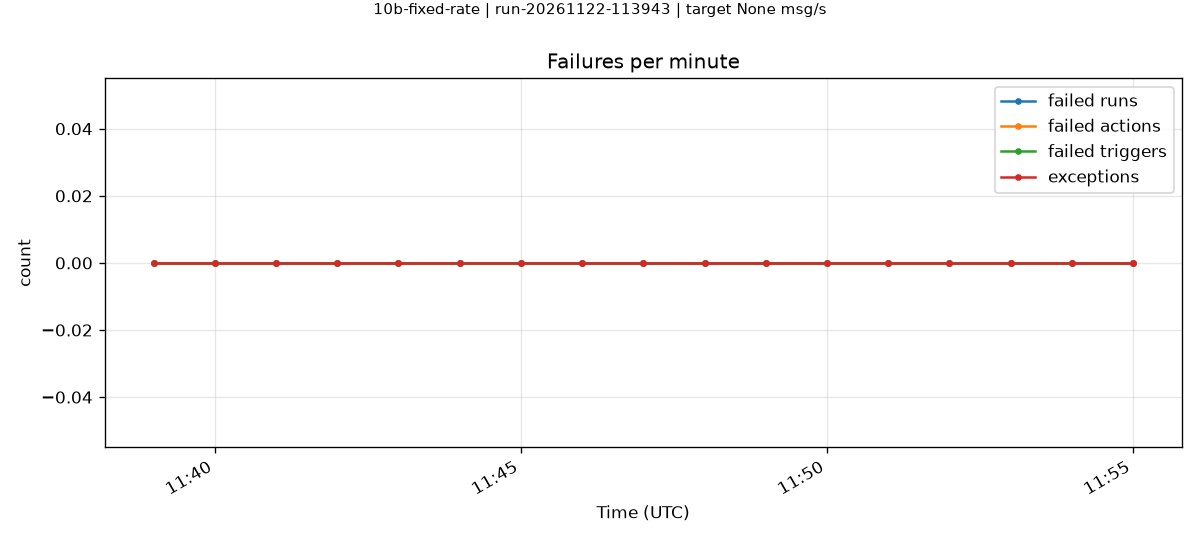 10b-fixed-rate | run-20261122-113943 | target None msg/s
Failures per minute
failed runs
failed actions
failed triggers
exceptions
count
0.04
0.02
0.00
−0.02
−0.04
11:40
11:45
11:50
11:55
Time (UTC)